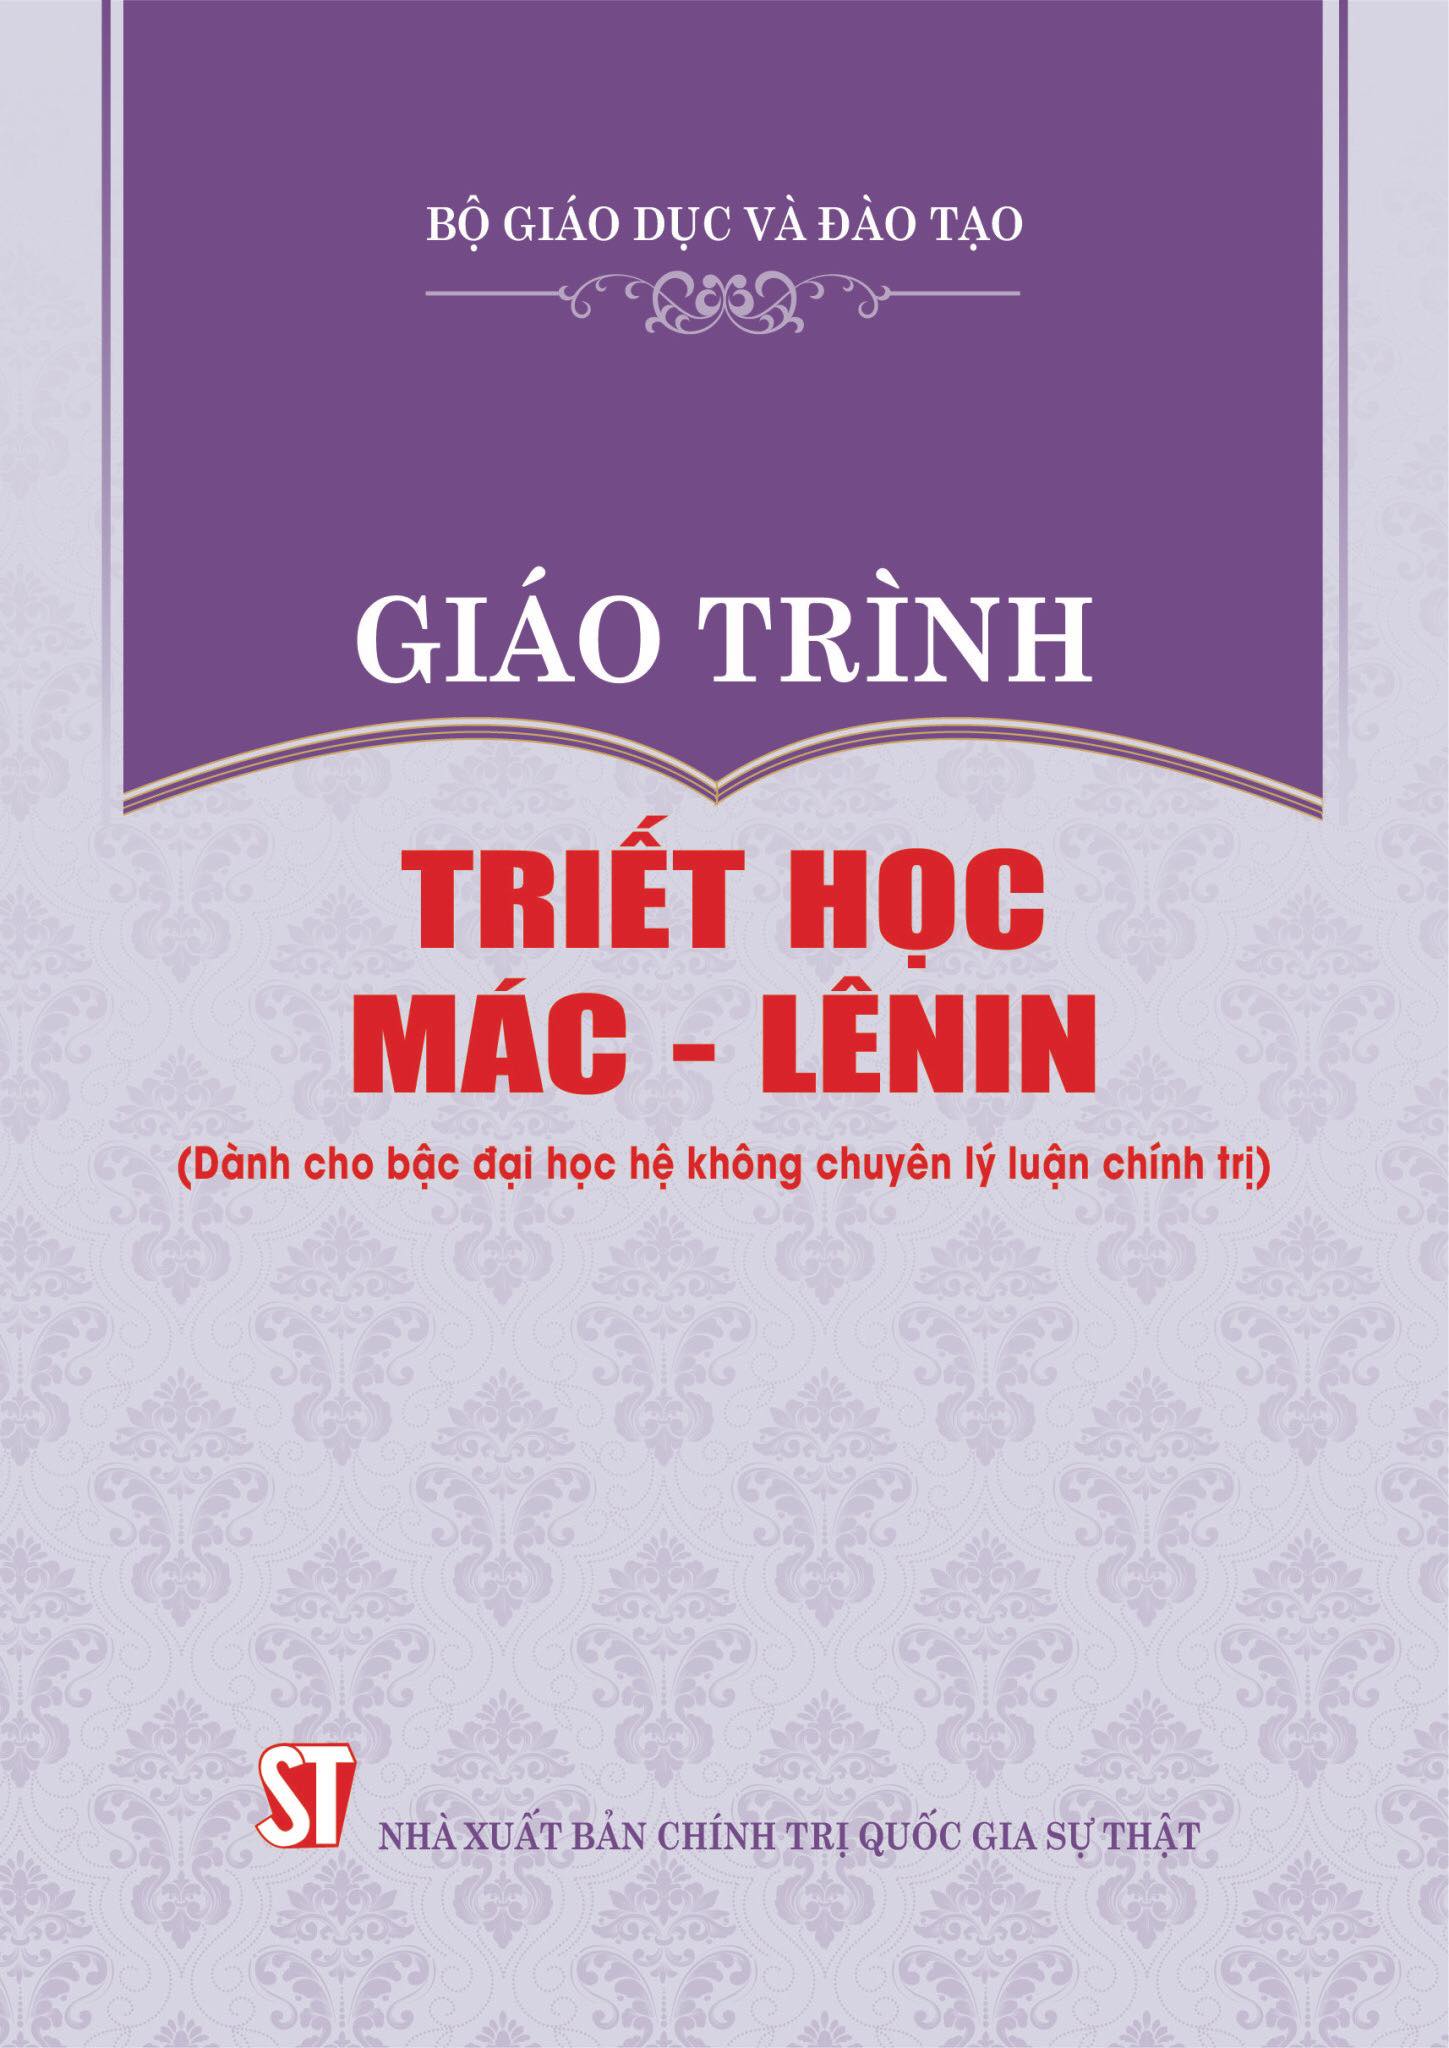 BỘ GIÁO DỤC VÀ ĐÀO TẠO
GIÁO TRÌNH
TRIẾT HỌC
MÁC - LÊNIN
(Dành cho bậc đại học hệ không chuyên lý luận chính trị)
ST
NHÀ XUẤT BẢN CHÍNH TRỊ QUỐC GIA SỰ THẬT